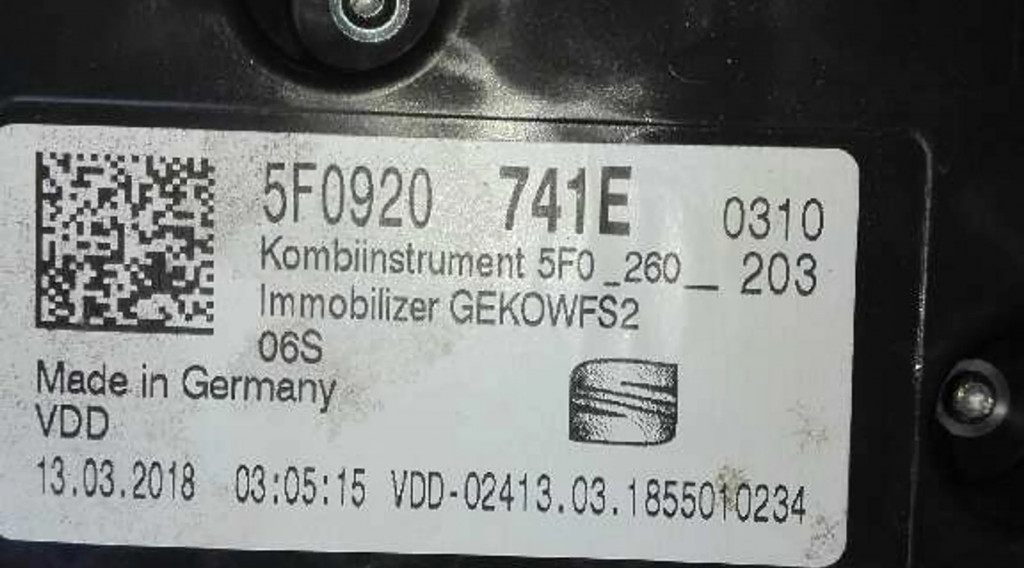 5F0920 741E 0310
Kombiinstrument 5F0_260__ 203
Immobilizer GEKOWFS2
06S
Made in Germany
VDD
13.03.2018 03:05:15 VDD-02413.03.1855010234